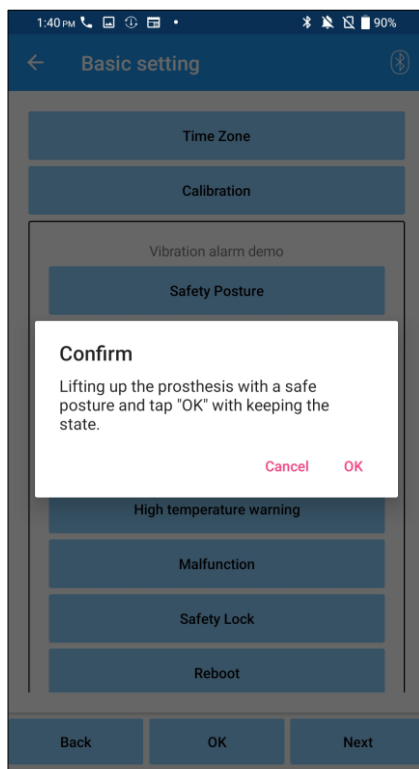 1:40 PM 90%
Basic setting
Time Zone
Calibration
Vibration alarm demo
Safety Posture
Confirm
Lifting up the prosthesis with a safe
posture and tap "OK" with keeping the
state.
Cancel OK
High temperature warning
Malfunction
Safety Lock
Reboot
Back OK Next